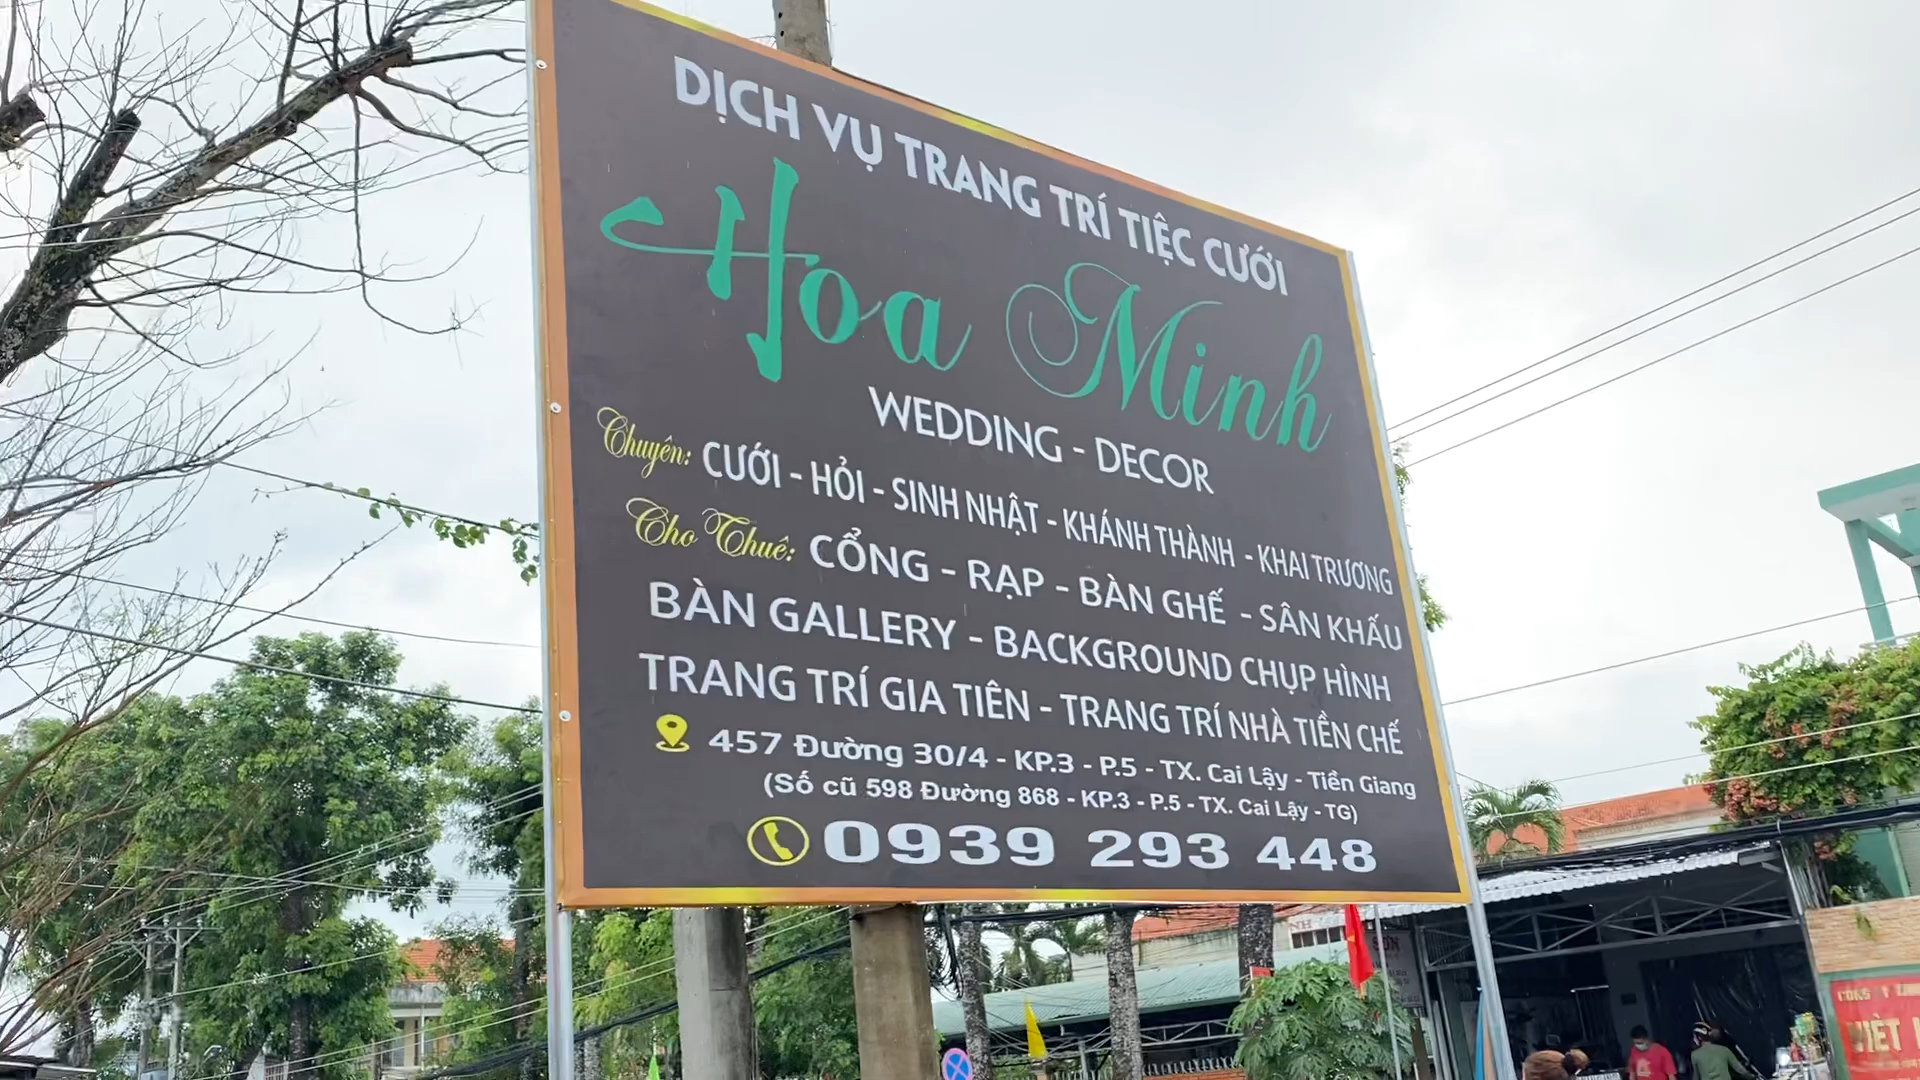 DỊCH VỤ TRANG TRÍ TIỆC CƯỚI
Hoa Minh
WEDDING - DECOR
Chuyên: CƯỚI - HỎI - SINH NHẬT - KHÁNH THÀNH - KHAI TRƯƠNG
Cho Thuê: CỔNG - RẠP - BÀN GHẾ - SÂN KHẤU
BÀN GALLERY - BACKGROUND CHỤP HÌNH
TRANG TRÍ GIA TIÊN - TRANG TRÍ NHÀ TIỀN CHẾ
457 Đường 30/4 - KP.3 - P.5 - TX. Cai Lậy - Tiền Giang
(Số cũ 598 Đường 868 - KP.3 - P.5 - TX. Cai Lậy - TG)
0939 293 448